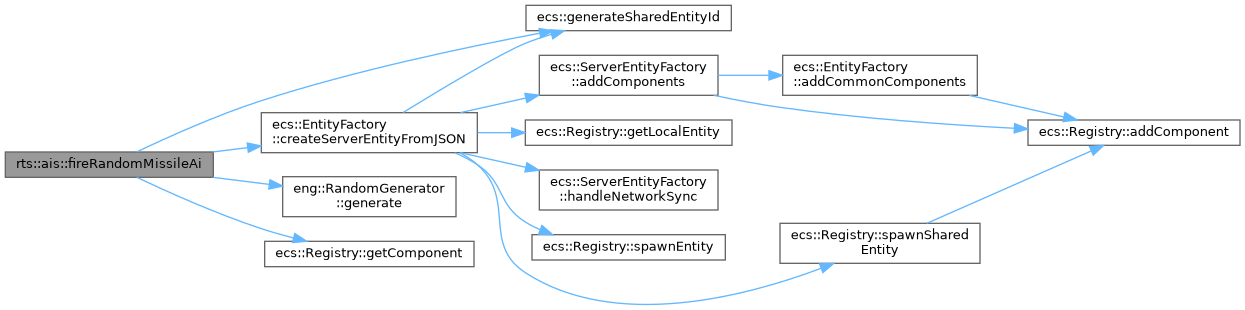 ecs::generateSharedEntityId
ecs::ServerEntityFactory
::addComponents
ecs::EntityFactory
::addCommonComponents
ecs::EntityFactory
::createServerEntityFromJSON
ecs::Registry::getLocalEntity
ecs::Registry::addComponent
rts::ais::fireRandomMissileAi
ecs::ServerEntityFactory
::handleNetworkSync
eng::RandomGenerator
::generate
ecs::Registry::spawnEntity
ecs::Registry::spawnShared
Entity
ecs::Registry::getComponent